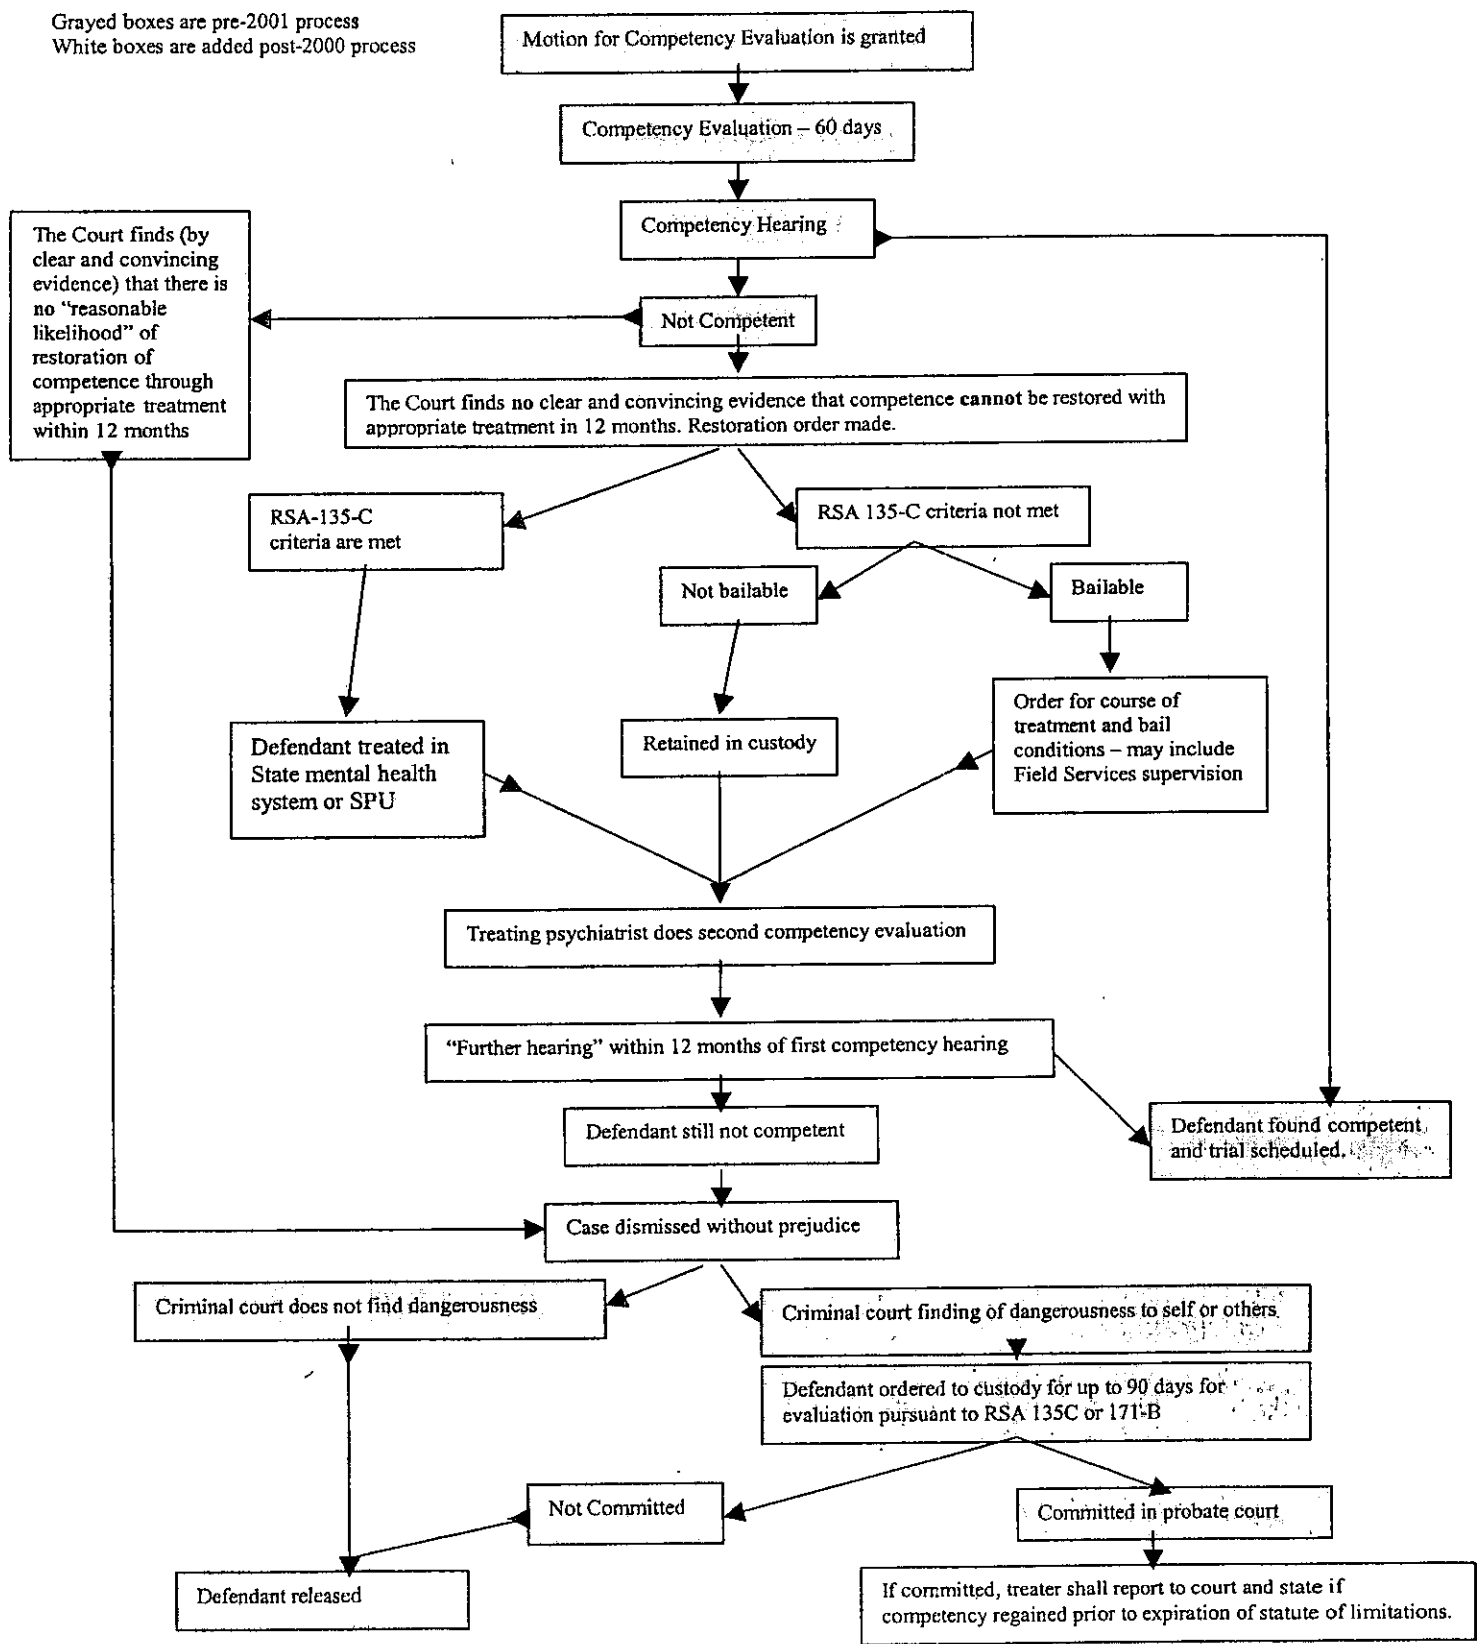 Grayed boxes are pre-2001 process
White boxes are added post-2000 process
Motion for Competency Evaluation is granted
Competency Evaluation – 60 days
Competency Hearing
The Court finds (by
clear and convincing
evidence) that there is
no “reasonable
likelihood” of
restoration of
competence through
appropriate treatment
within 12 months
Not Competent
The Court finds no clear and convincing evidence that competence cannot be restored with
appropriate treatment in 12 months. Restoration order made.
RSA-135-C
criteria are met
RSA 135-C criteria not met
Not bailable
Bailable
Defendant treated in
State mental health
system or SPU
Retained in custody
Order for course of
treatment and bail
conditions – may include
Field Services supervision
Treating psychiatrist does second competency evaluation
“Further hearing” within 12 months of first competency hearing
Defendant still not competent
Defendant found competent
and trial scheduled.
Case dismissed without prejudice
Criminal court does not find dangerousness
Criminal court finding of dangerousness to self or others
Defendant ordered to custody for up to 90 days for
evaluation pursuant to RSA 135C or 171-B
Not Committed
Committed in probate court
Defendant released
If committed, treater shall report to court and state if
competency regained prior to expiration of statute of limitations.